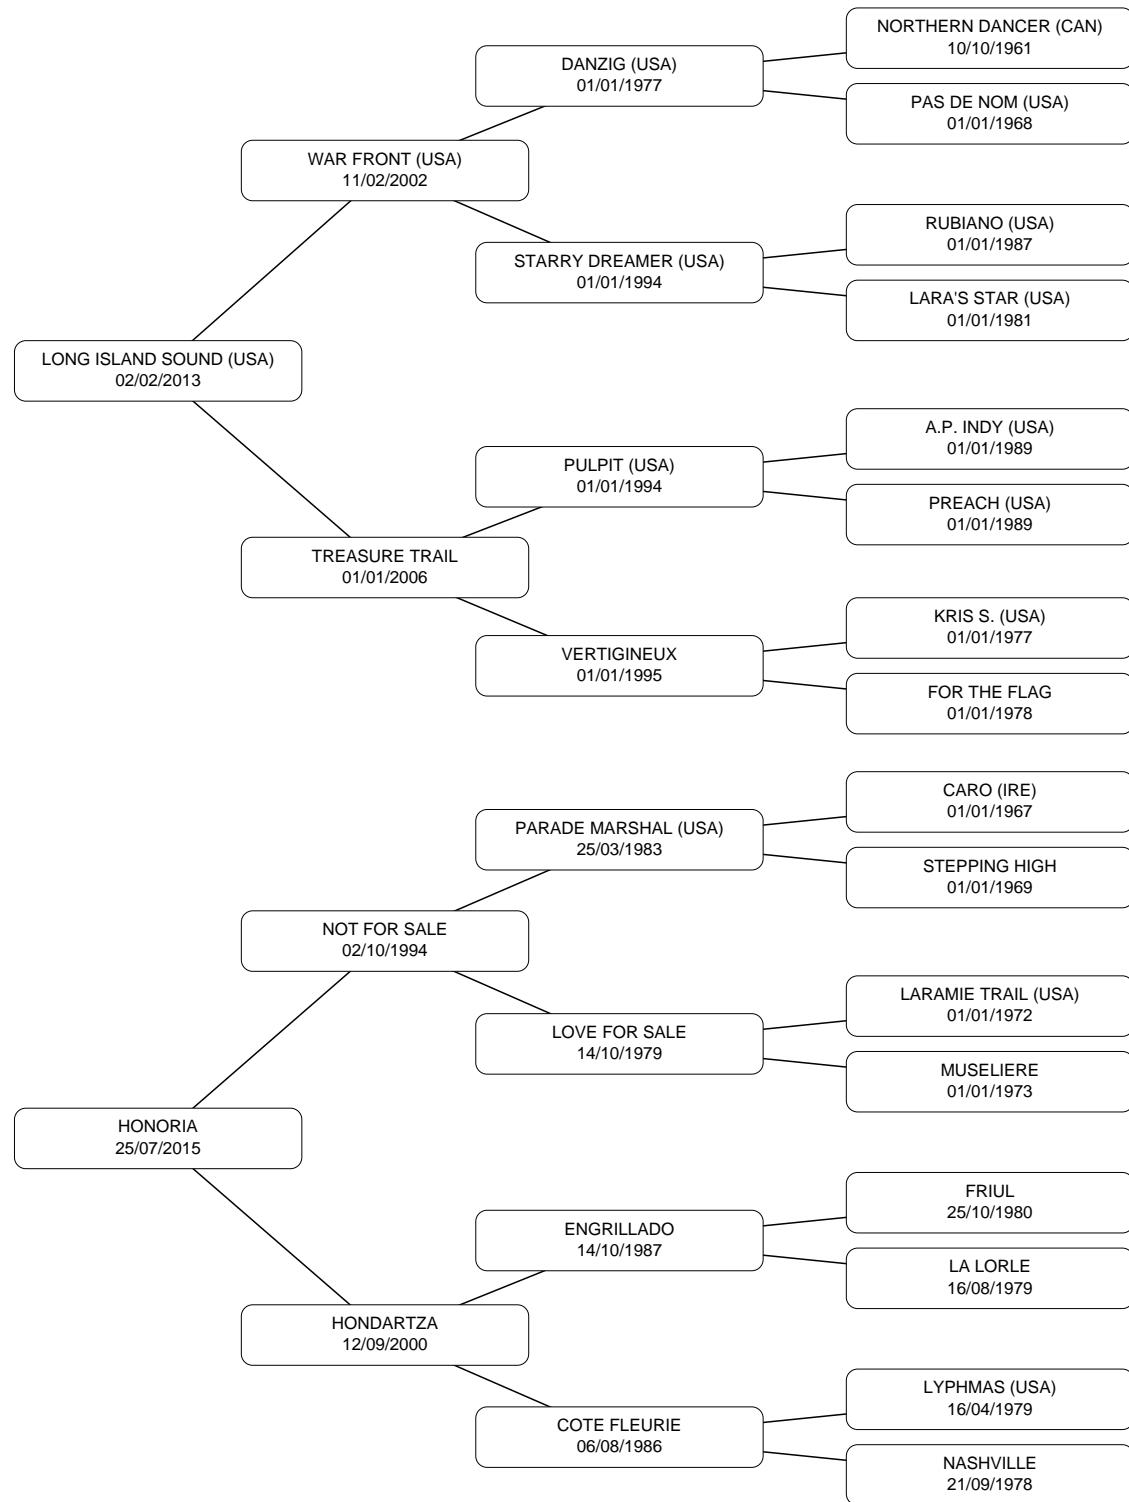 NORTHERN DANCER (CAN)
10/10/1961
DANZIG (USA)
01/01/1977
PAS DE NOM (USA)
01/01/1968
WAR FRONT (USA)
11/02/2002
RUBIANO (USA)
01/01/1987
STARRY DREAMER (USA)
01/01/1994
LARA'S STAR (USA)
01/01/1981
LONG ISLAND SOUND (USA)
02/02/2013
A.P. INDY (USA)
01/01/1989
PULPIT (USA)
01/01/1994
PREACH (USA)
01/01/1989
TREASURE TRAIL
01/01/2006
KRIS S. (USA)
01/01/1977
VERTIGINEUX
01/01/1995
FOR THE FLAG
01/01/1978
CARO (IRE)
01/01/1967
PARADE MARSHAL (USA)
25/03/1983
STEPPING HIGH
01/01/1969
NOT FOR SALE
02/10/1994
LARAMIE TRAIL (USA)
01/01/1972
LOVE FOR SALE
14/10/1979
MUSELIERE
01/01/1973
HONORIA
25/07/2015
FRIUL
25/10/1980
ENGRILLADO
14/10/1987
LA LORLE
16/08/1979
HONDARTZA
12/09/2000
LYPHMAS (USA)
16/04/1979
COTE FLEURIE
06/08/1986
NASHVILLE
21/09/1978